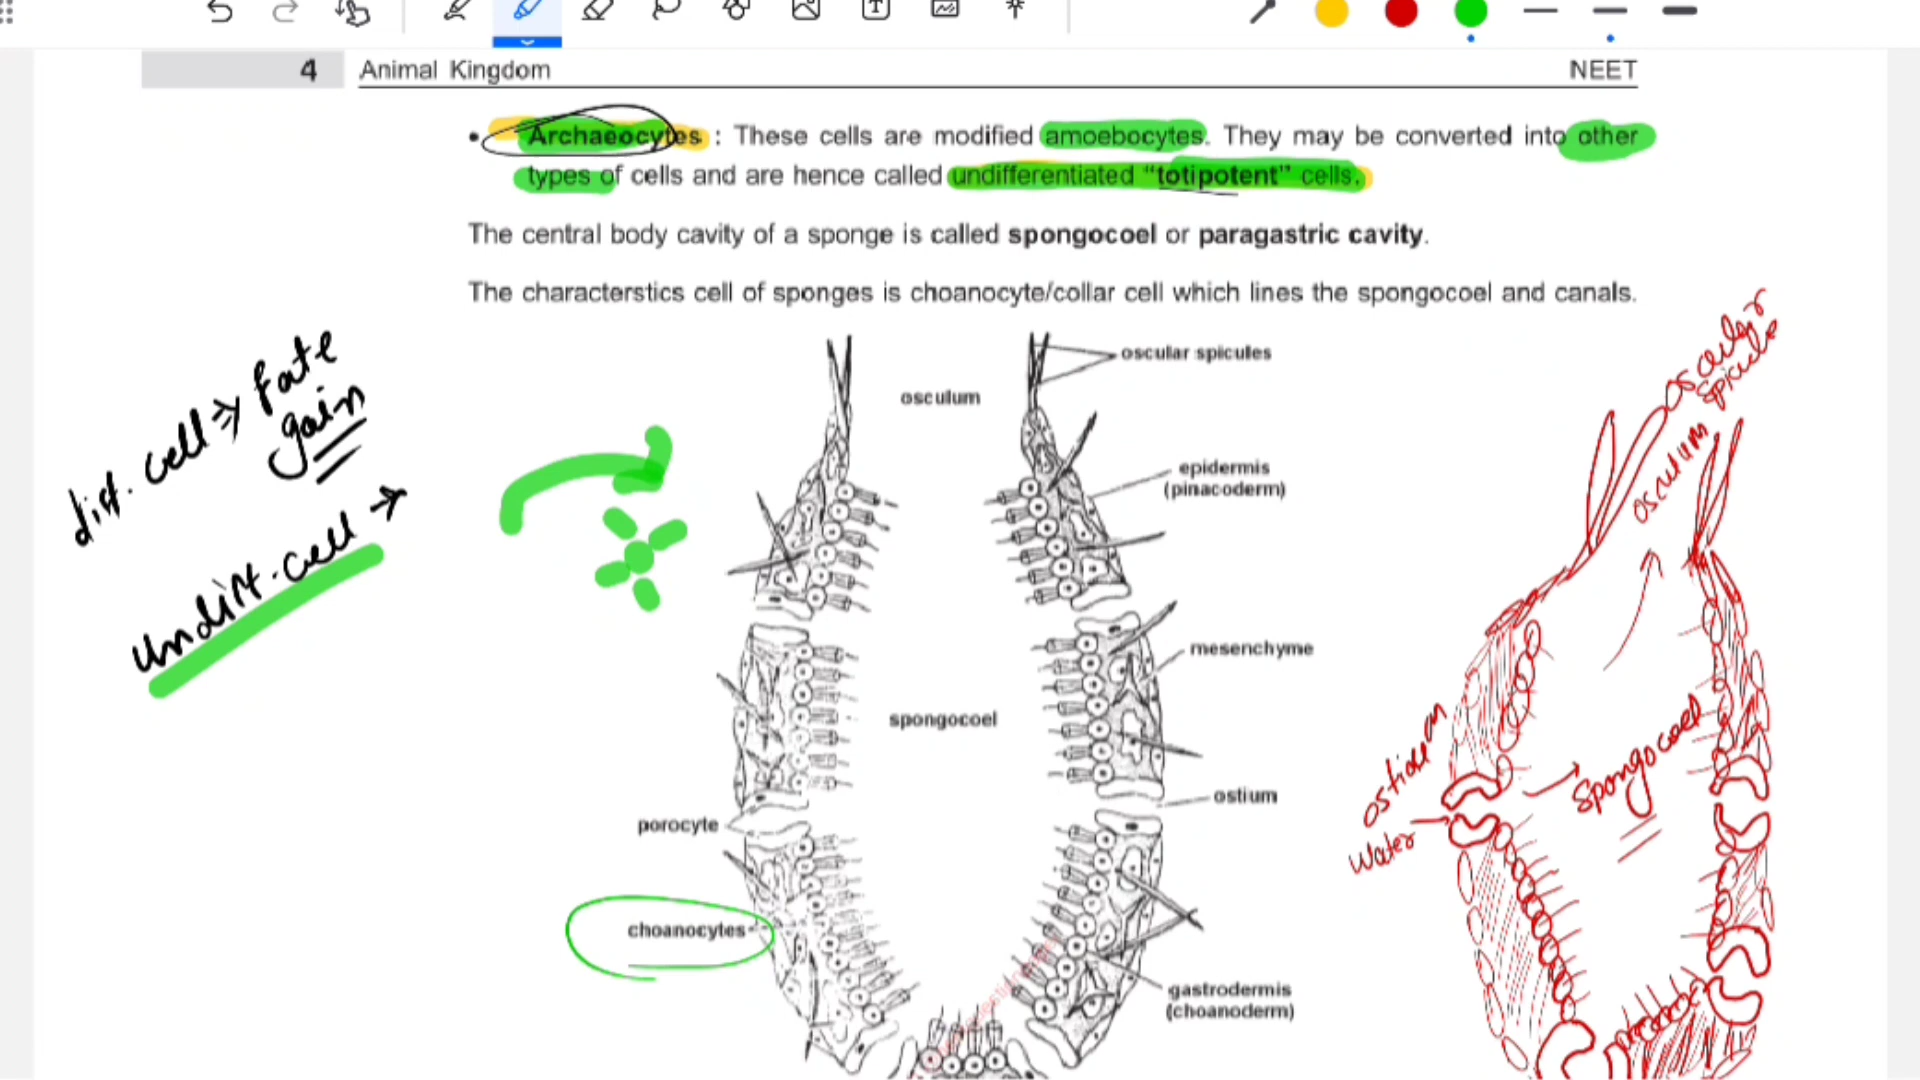 4 Animal Kingdom NEET
• Archaeocytes : These cells are modified amoebocytes. They may be converted into other
types of cells and are hence called undifferentiated “totipotent” cells.
The central body cavity of a sponge is called spongocoel or paragastric cavity.
The characterstics cell of sponges is choanocyte/collar cell which lines the spongocoel and canals.
diff. cell ⇒ fate
gain
undiff. cell →
oscular spicules
osculum
epidermis
(pinacoderm)
mesenchyme
spongocoel
ostium
porocyte
choanocytes
gastrodermis
(choanoderm)
oscular
spicule
osculum
Spongocoel
Water